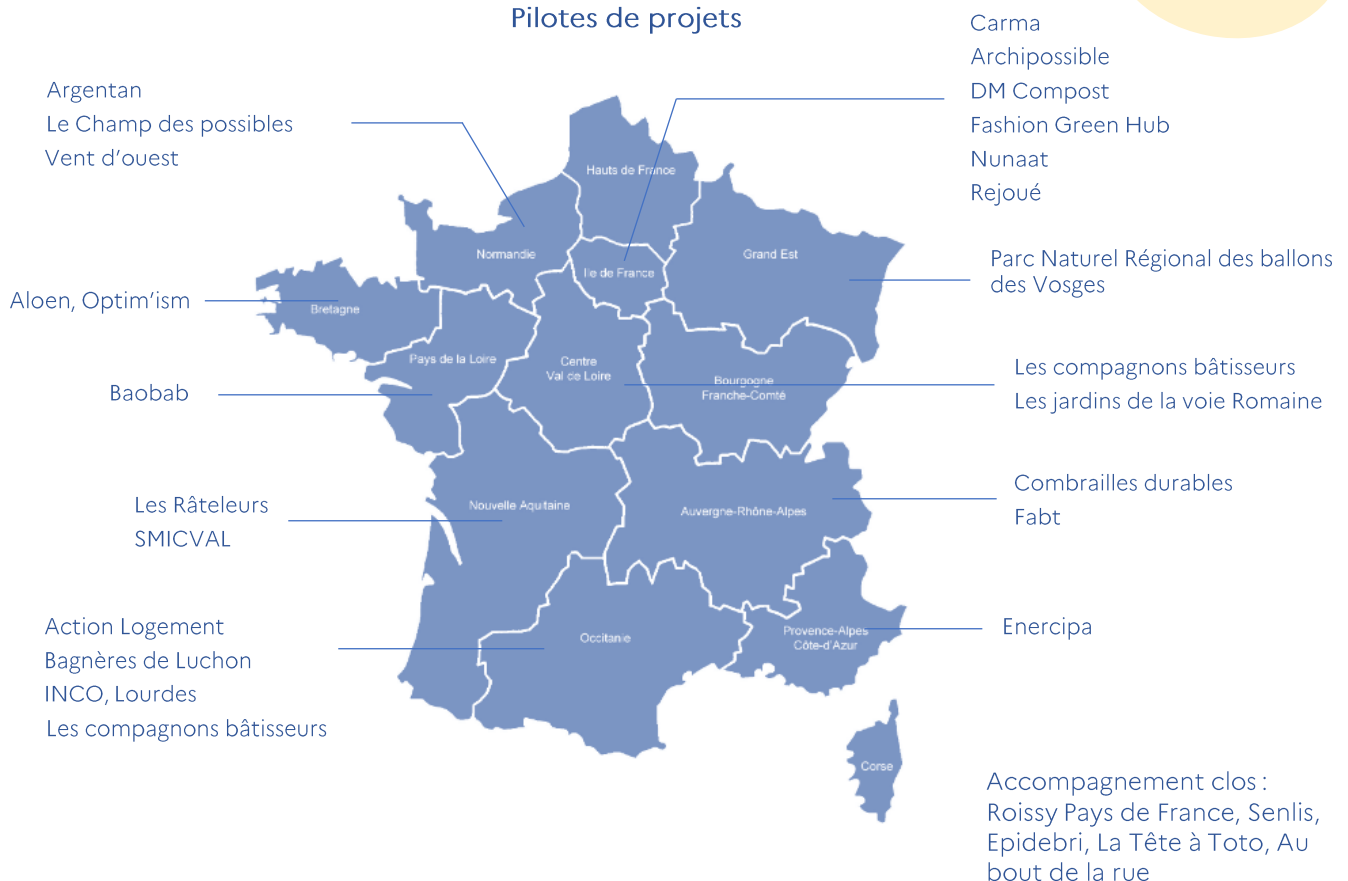 Pilotes de projets
Carma
Archipossible
DM Compost
Fashion Green Hub
Nunaat
Rejoué
Argentan
Le Champ des possibles
Vent d'ouest
Hauts de France
Normandie
Ile de France
Grand Est
Parc Naturel Régional des ballons
des Vosges
Aloen, Optim'ism
Bretagne
Pays de la Loire
Centre
Val de Loire
Bourgogne
Franche-Comté
Les compagnons bâtisseurs
Les jardins de la voie Romaine
Baobab
Les Râteleurs
SMICVAL
Nouvelle Aquitaine
Auvergne-Rhône-Alpes
Combrailles durables
Fabt
Action Logement
Bagnères de Luchon
INCO, Lourdes
Les compagnons bâtisseurs
Occitanie
Provence-Alpes
Côte-d'Azur
Enercipa
Corse
Accompagnement clos :
Roissy Pays de France, Senlis,
Epidebri, La Tête à Toto, Au
bout de la rue